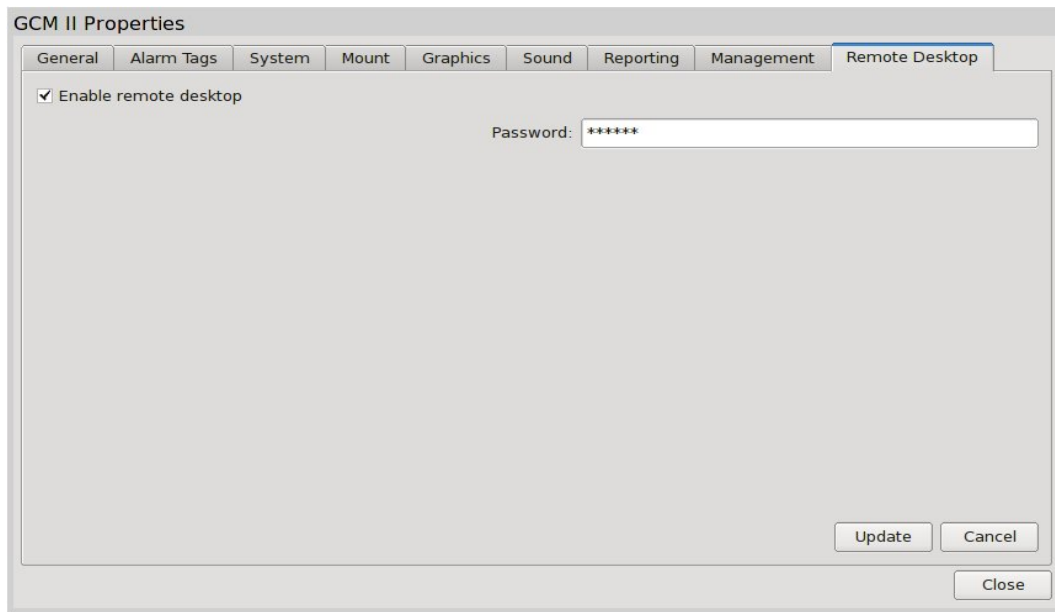 GCM II Properties
General Alarm Tags System Mount Graphics Sound Reporting Management Remote Desktop
Enable remote desktop
Password: ******
Update Cancel
Close